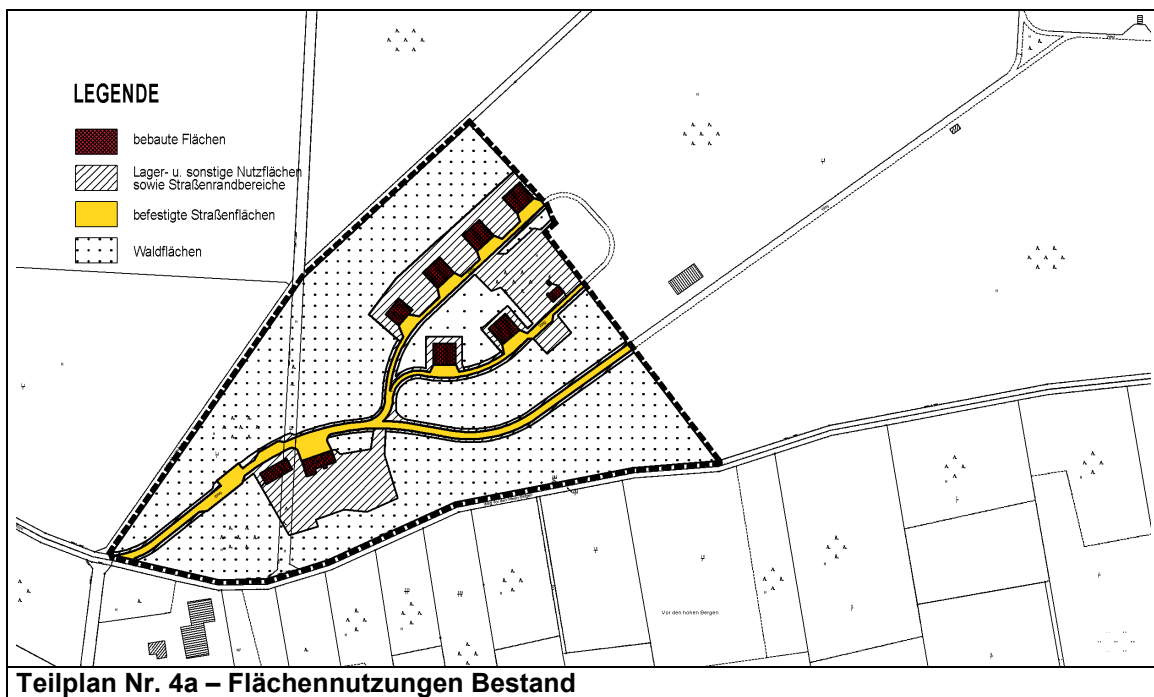 LEGENDE
bebaute Flächen
Lager- u. sonstige Nutzflächen
sowie Straßenrandbereiche
befestigte Straßenflächen
Waldflächen
Vor den hohen Bergen
Teilplan Nr. 4a – Flächennutzungen Bestand